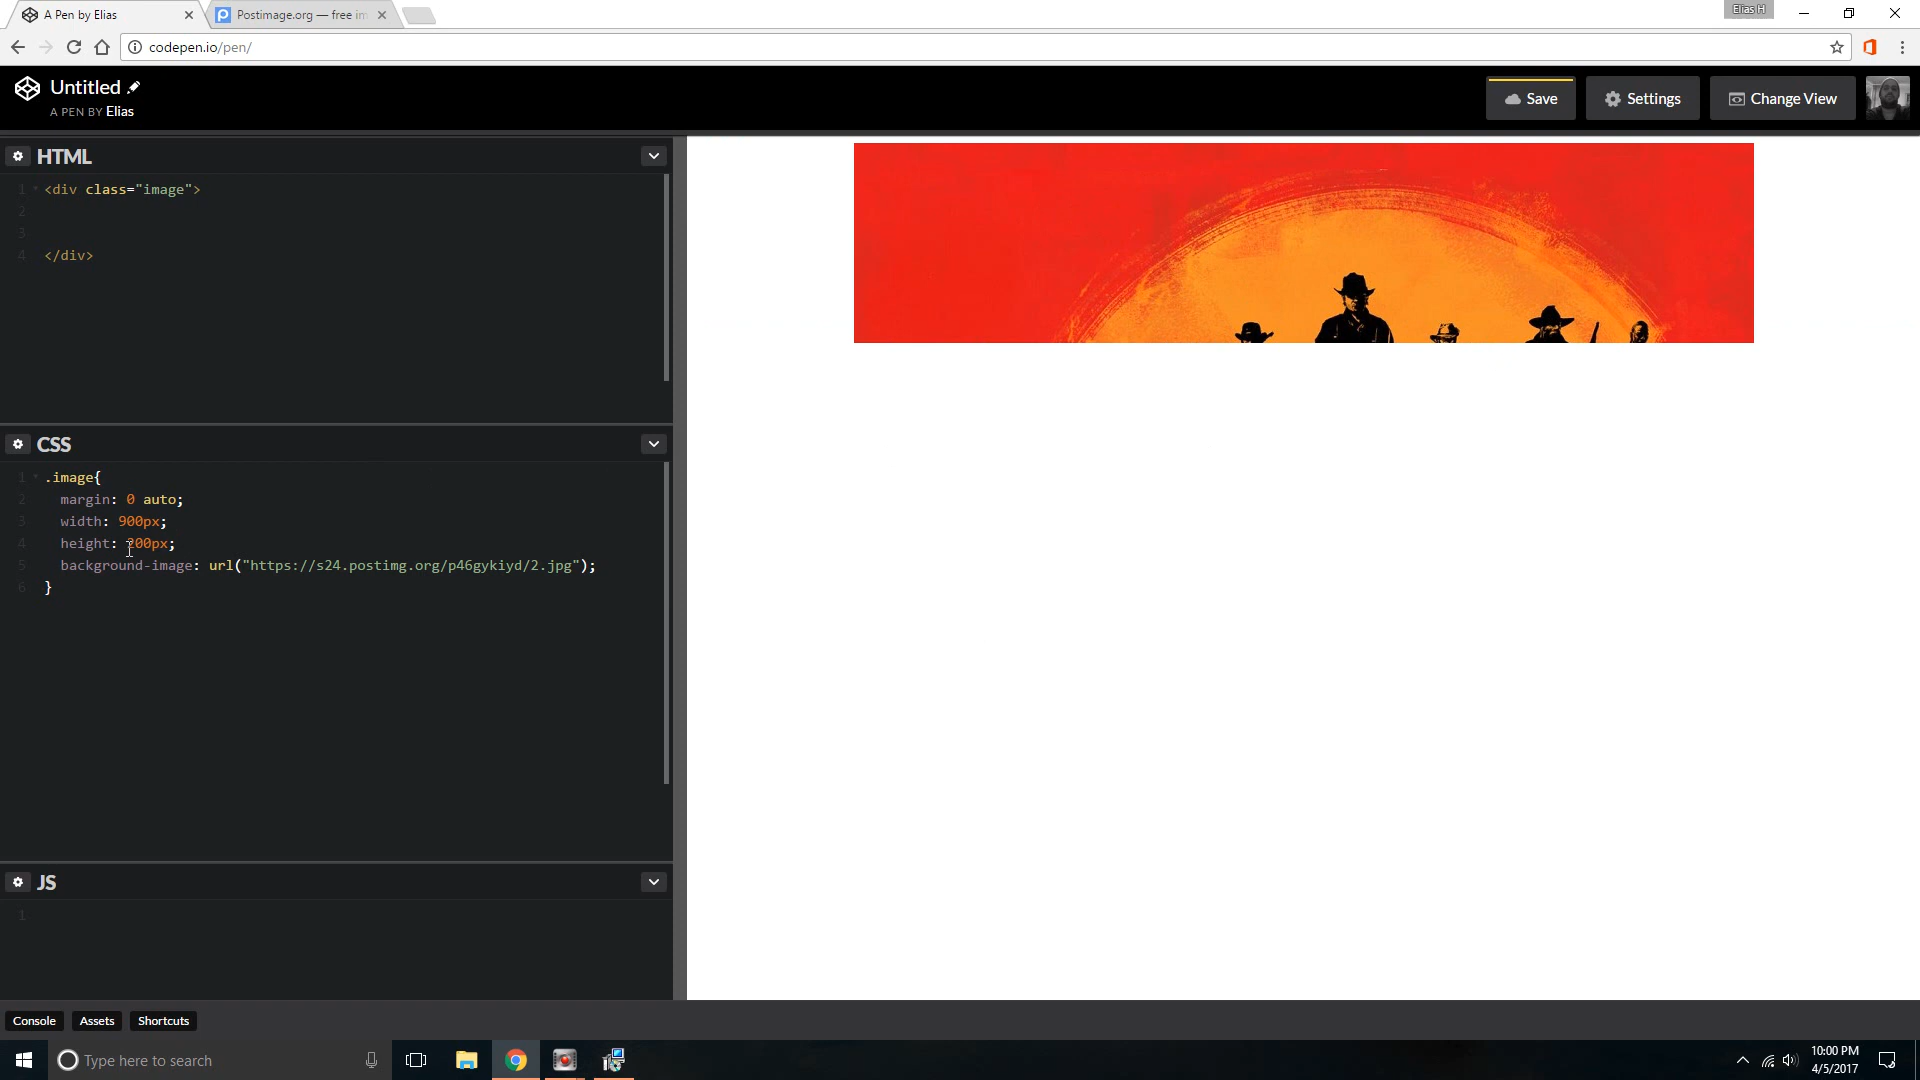 A Pen by Elias
Postimage.org — free im
Elias H
codepen.io/pen/
Untitled
A PEN BY Elias
Save
Settings
Change View
HTML
1 <div class="image">
2
3
4 </div>
CSS
1 .image{
2 margin: 0 auto;
3 width: 900px;
4 height: 200px;
5 background-image: url("https://s24.postimg.org/p46gykiyd/2.jpg");
6 }
JS
1
Console
Assets
Shortcuts
Type here to search
10:00 PM
4/5/2017